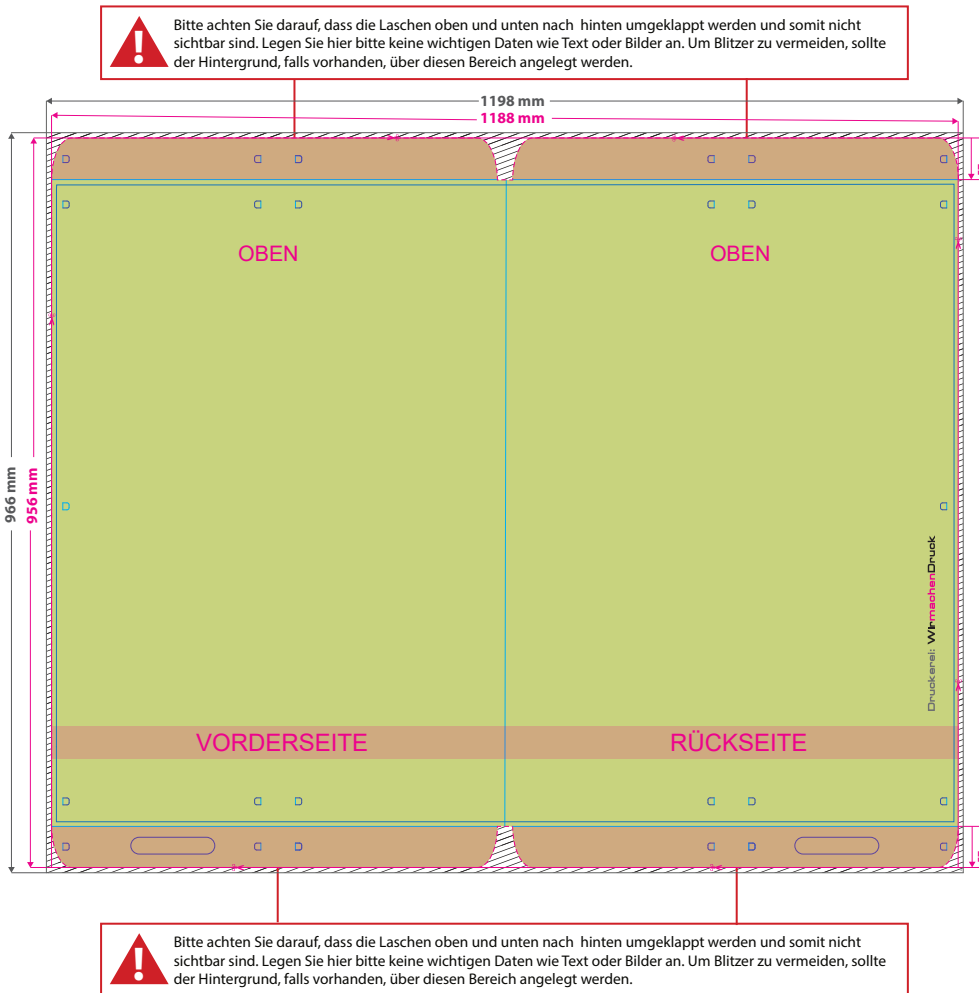 Bitte achten Sie darauf, dass die Laschen oben und unten nach hinten umgeklappt werden und somit nicht
sichtbar sind. Legen Sie hier bitte keine wichtigen Daten wie Text oder Bilder an. Um Blitzer zu vermeiden, sollte
der Hintergrund, falls vorhanden, über diesen Bereich angelegt werden.
1198 mm
1188 mm
OBEN
OBEN
966 mm
956 mm
Druckerei: WirmachenDruck
VORDERSEITE
RÜCKSEITE
Bitte achten Sie darauf, dass die Laschen oben und unten nach hinten umgeklappt werden und somit nicht
sichtbar sind. Legen Sie hier bitte keine wichtigen Daten wie Text oder Bilder an. Um Blitzer zu vermeiden, sollte
der Hintergrund, falls vorhanden, über diesen Bereich angelegt werden.